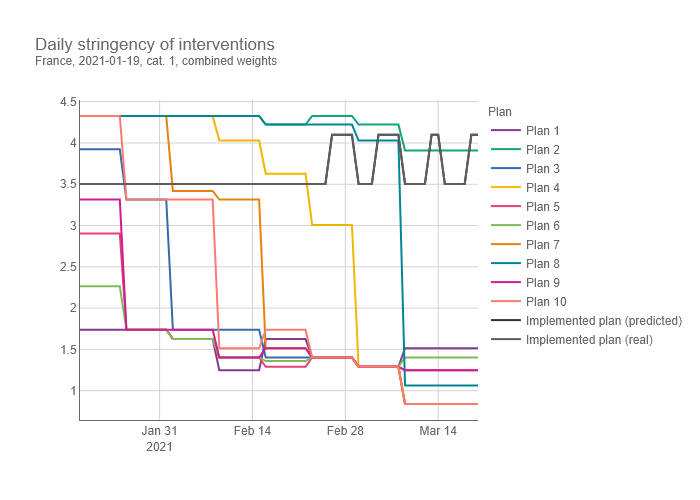 Daily stringency of interventions
France, 2021-01-19, cat. 1, combined weights
4.5
4
3.5
3
2.5
2
1.5
1
Jan 31
2021
Feb 14
Feb 28
Mar 14
Plan
Plan 1
Plan 2
Plan 3
Plan 4
Plan 5
Plan 6
Plan 7
Plan 8
Plan 9
Plan 10
Implemented plan (predicted)
Implemented plan (real)